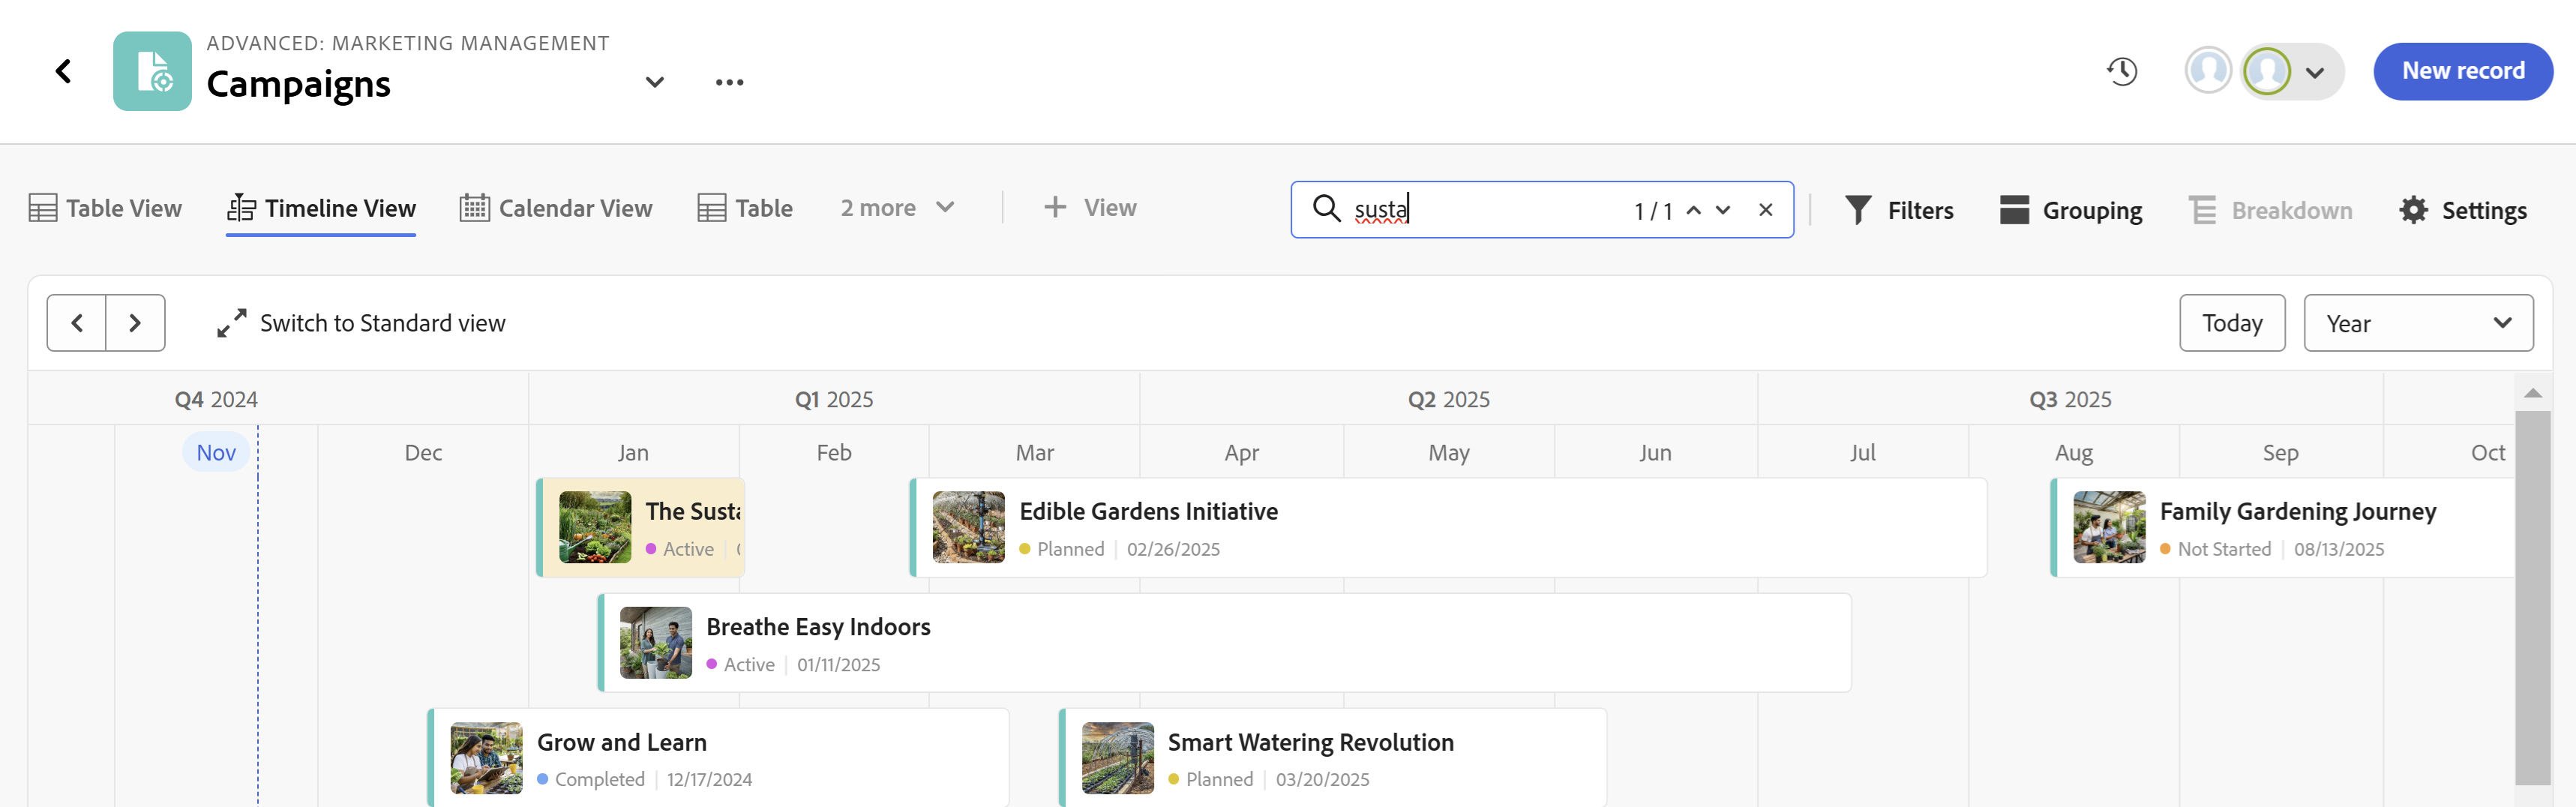 ADVANCED: MARKETING MANAGEMENT
Campaigns
New record
Table View
Timeline View
Calendar View
Table
2 more
View
susta
1 / 1
Filters
Grouping
Breakdown
Settings
Switch to Standard view
Today
Year
Q4 2024
Q1 2025
Q2 2025
Q3 2025
Nov
Dec
Jan
Feb
Mar
Apr
May
Jun
Jul
Aug
Sep
Oct
The Susta
Active
Edible Gardens Initiative
Planned 02/26/2025
Family Gardening Journey
Not Started 08/13/2025
Breathe Easy Indoors
Active 01/11/2025
Grow and Learn
Completed 12/17/2024
Smart Watering Revolution
Planned 03/20/2025